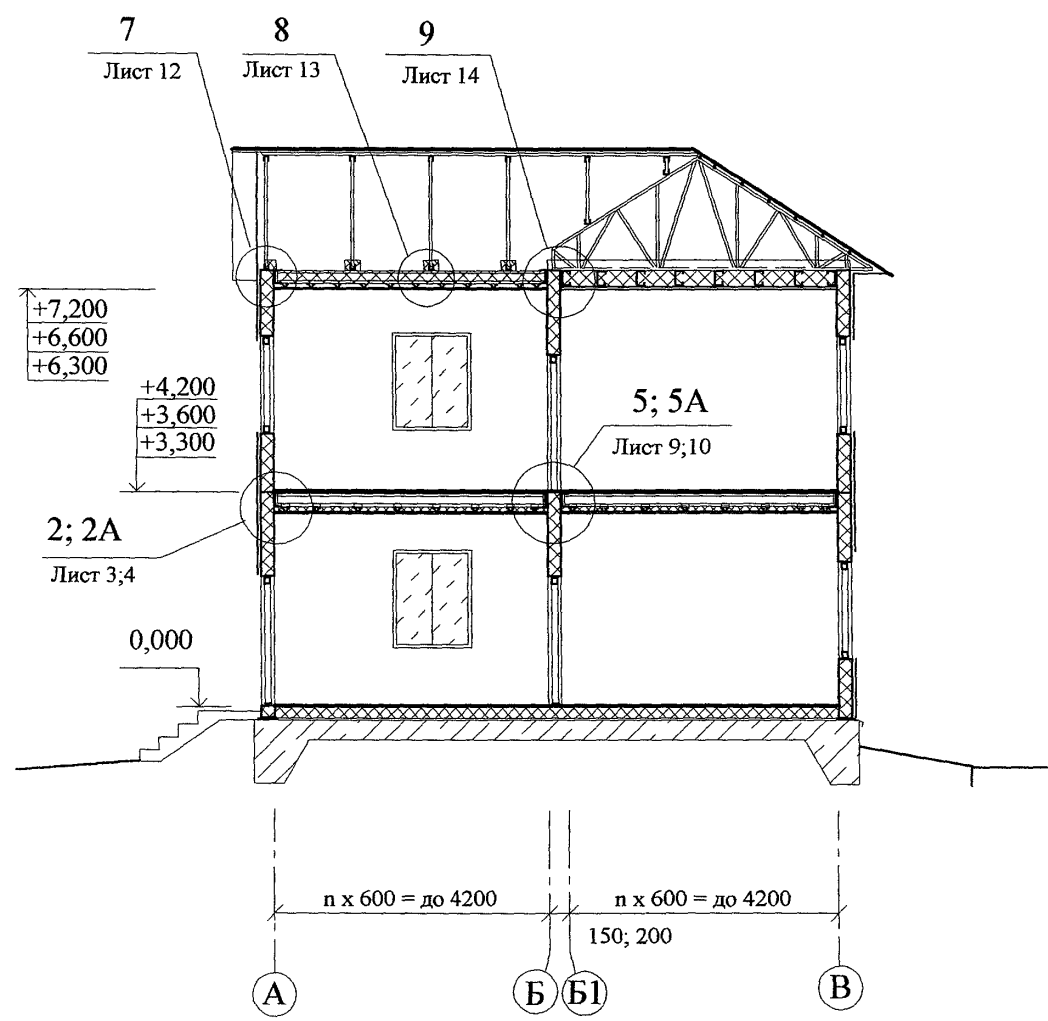 7
Лист 12
8
Лист 13
9
Лист 14
+7,200
+6,600
+6,300
+4,200
+3,600
+3,300
5; 5А
Лист 9;10
2; 2А
Лист 3;4
0,000
n x 600 = до 4200
n x 600 = до 4200
150; 200
А
Б
Б1
В